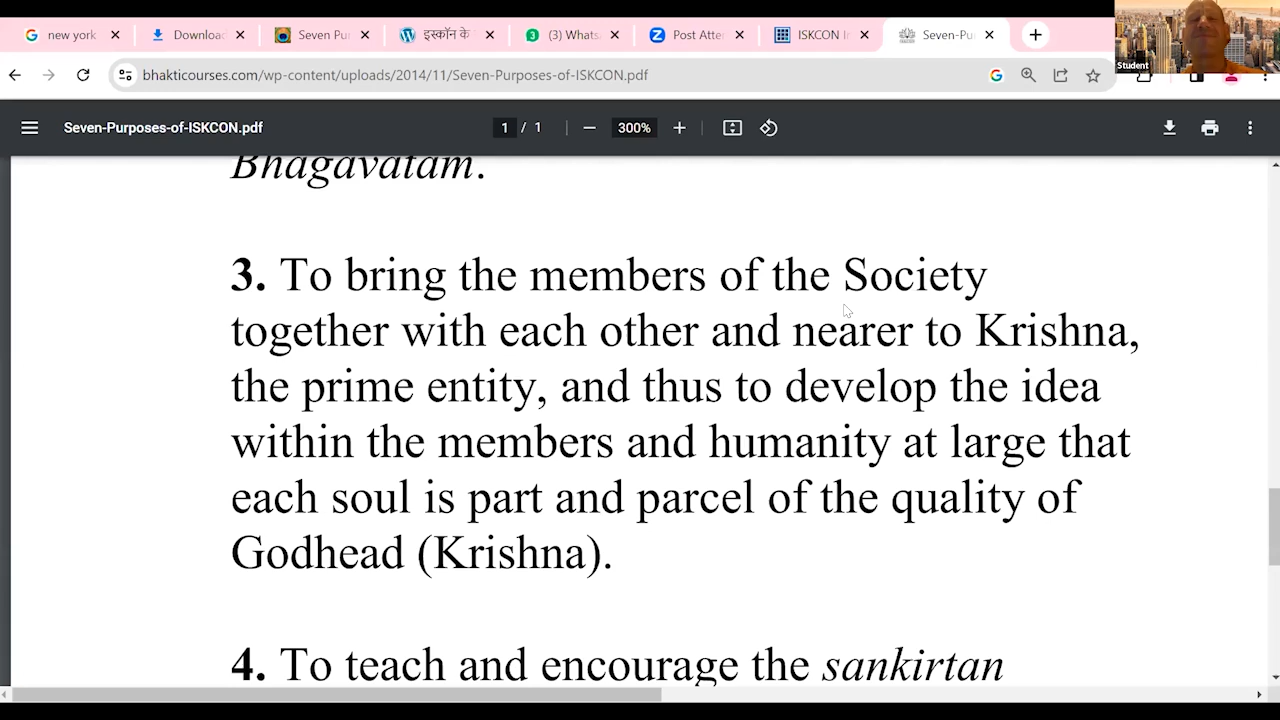 new york
Downloa
Seven Pu
इस्कॉन के
(3) Whats
Post Atter
ISKCON In
Seven-Pu
Student
bhakticourses.com/wp-content/uploads/2014/11/Seven-Purposes-of-ISKCON.pdf
Seven-Purposes-of-ISKCON.pdf
1 / 1
300%
Bhagavatam.
3. To bring the members of the Society
together with each other and nearer to Krishna,
the prime entity, and thus to develop the idea
within the members and humanity at large that
each soul is part and parcel of the quality of
Godhead (Krishna).
4. To teach and encourage the sankirtan